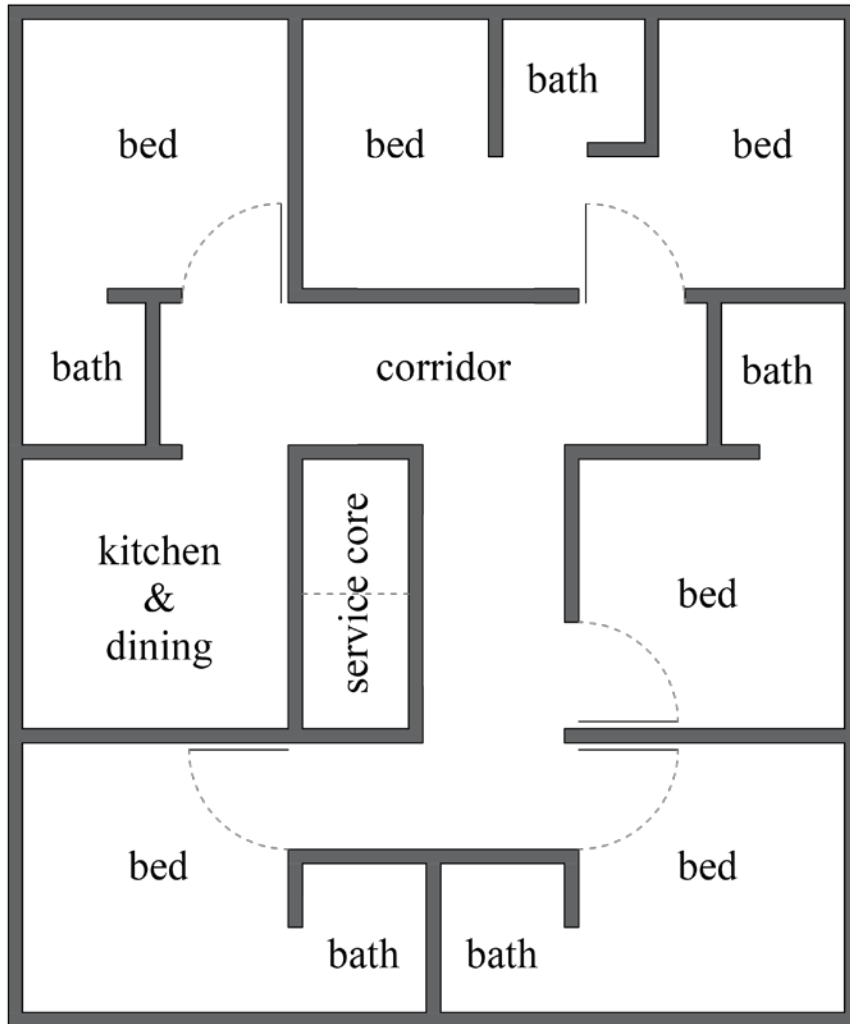 bath
bed
bed
bed
bath
corridor
bath
kitchen
&
dining
service core
bed
bed
bed
bath
bath